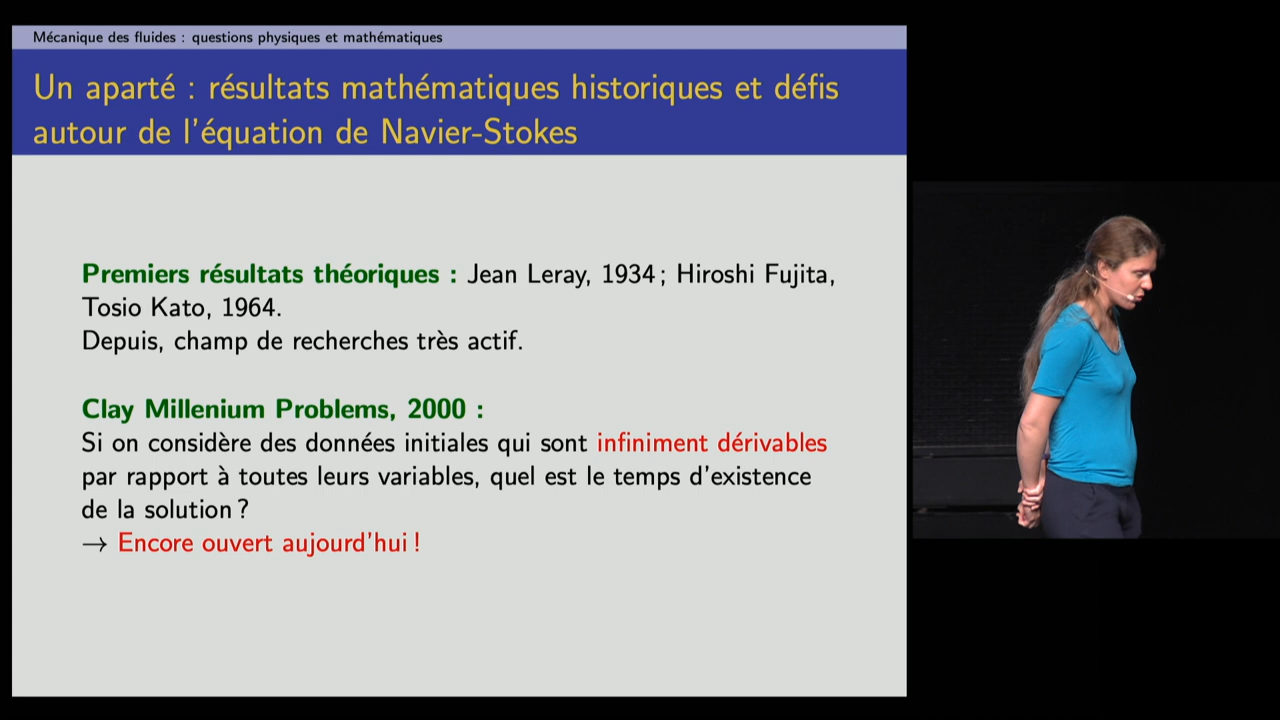 Mécanique des fluides : questions physiques et mathématiques
Un aparté : résultats mathématiques historiques et défis
autour de l'équation de Navier-Stokes
Premiers résultats théoriques : Jean Leray, 1934 ; Hiroshi Fujita,
Tosio Kato, 1964.
Depuis, champ de recherches très actif.
Clay Millenium Problems, 2000 :
Si on considère des données initiales qui sont infiniment dérivables
par rapport à toutes leurs variables, quel est le temps d'existence
de la solution ?
→ Encore ouvert aujourd'hui !